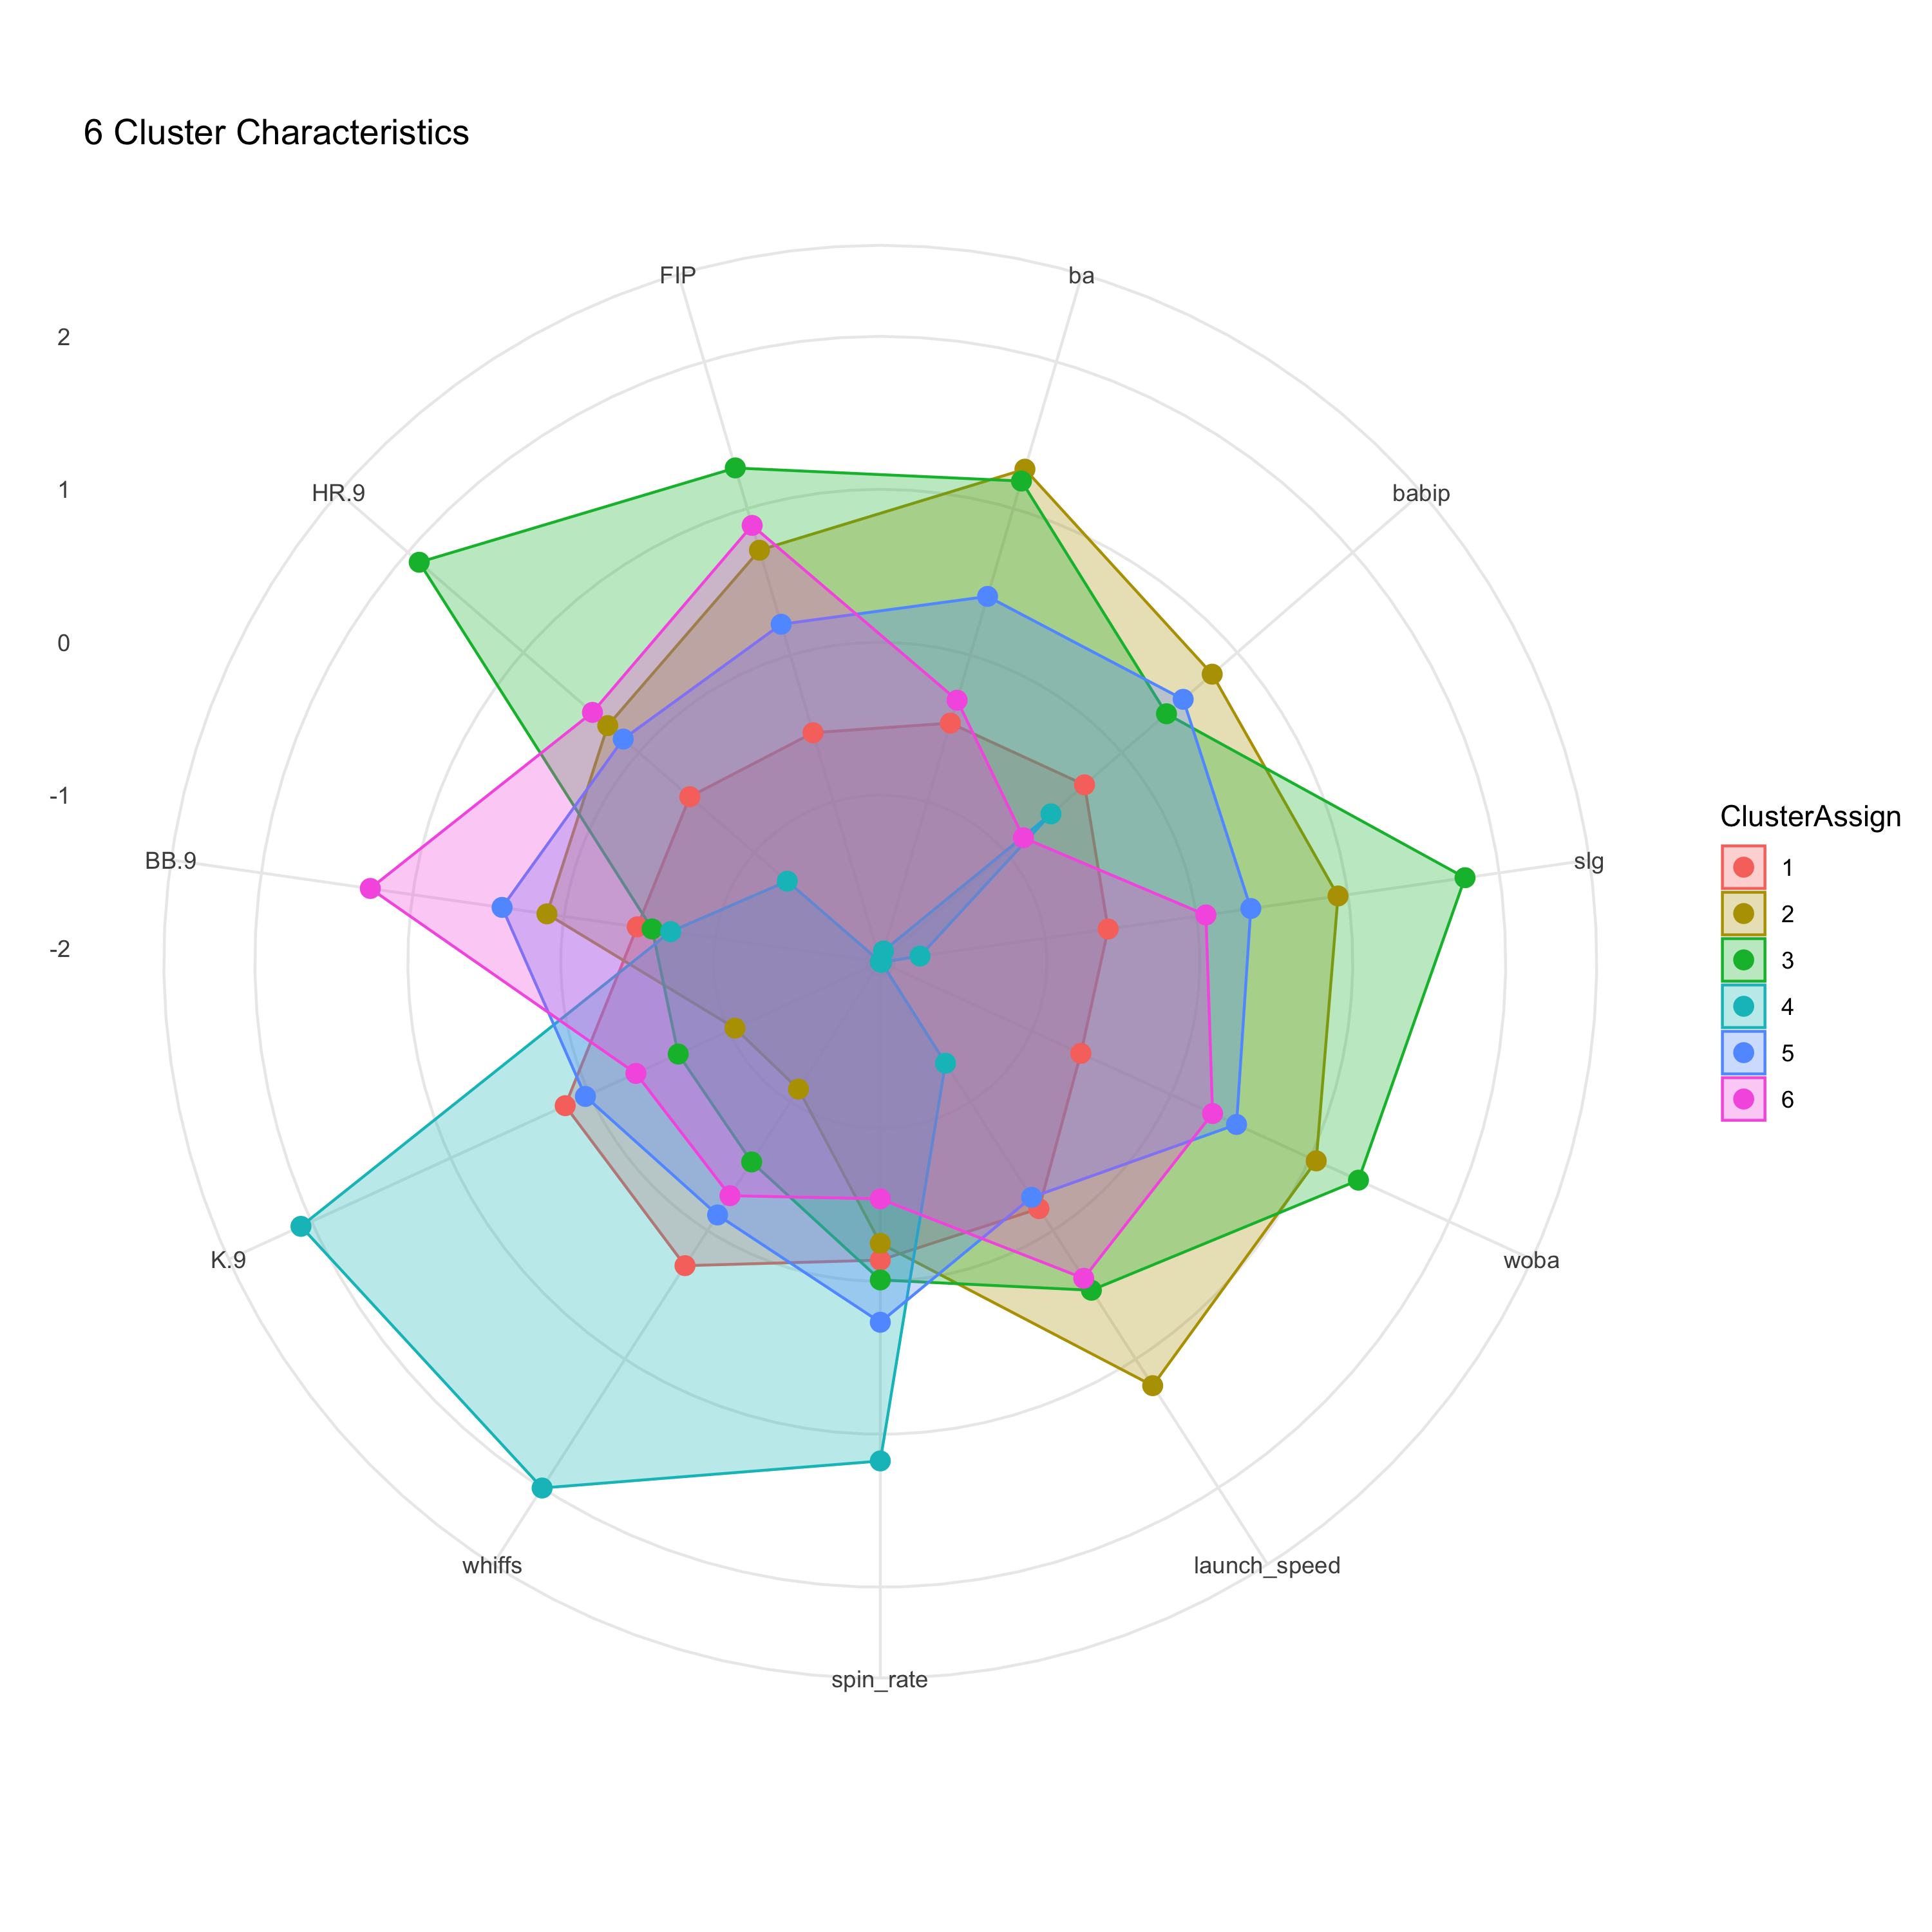 6 Cluster Characteristics
FIP
ba
2
1
HR.9
babip
0
-1
ClusterAssign
BB.9
slg
1
2
-2
3
4
5
6
K.9
woba
whiffs
launch_speed
spin_rate